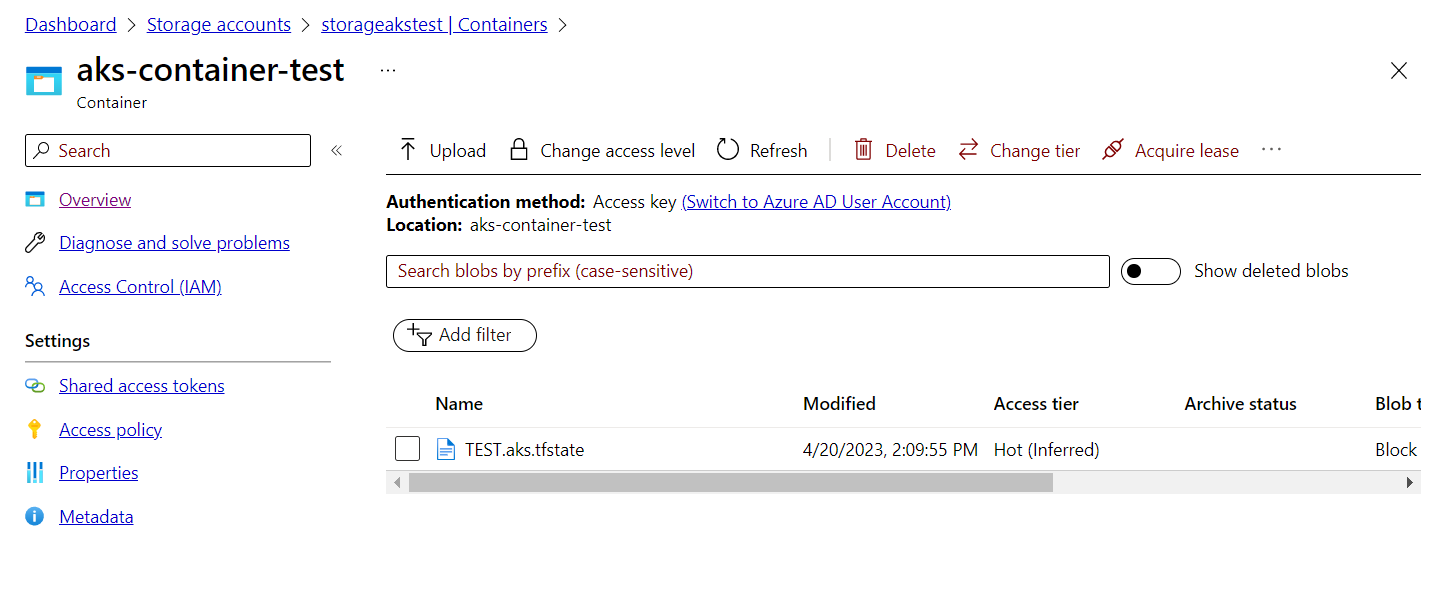 Dashboard > Storage accounts > storageakstest | Containers >
aks-container-test ...
Container
Search «
Overview
Diagnose and solve problems
Access Control (IAM)
Settings
Shared access tokens
Access policy
Properties
Metadata
Upload Change access level Refresh Delete Change tier Acquire lease ...
Authentication method: Access key (Switch to Azure AD User Account)
Location: aks-container-test
Search blobs by prefix (case-sensitive) Show deleted blobs
Add filter
Name Modified Access tier Archive status Blob t
TEST.aks.tfstate 4/20/2023, 2:09:55 PM Hot (Inferred) Block